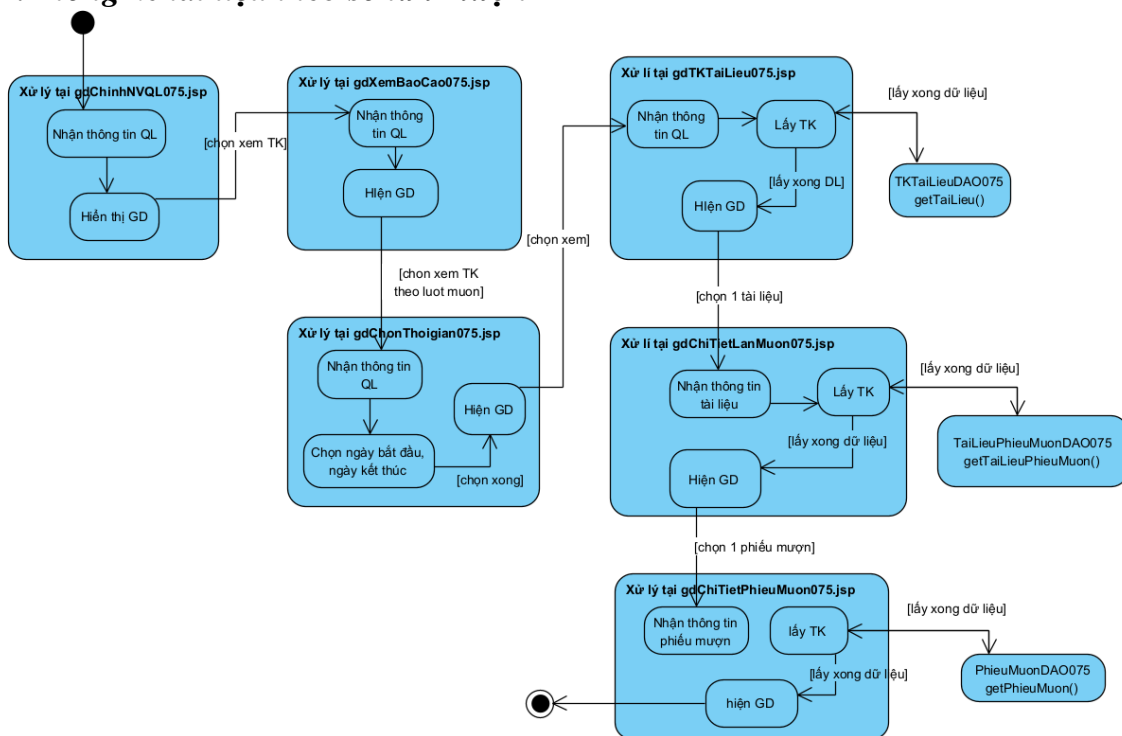 Xử lý tại gdChinhNVQL075.jsp
Nhận thông tin QL
Hiển thị GD
[chọn xem TK]
Xử lý tại gdXemBaoCao075.jsp
Nhận thông
tin QL
HIện GD
[chon xem TK
theo luot muon]
Xử lý tại gdChonThoigian075.jsp
Nhận thông tin
QL
Chọn ngày bắt đầu,
ngày kết thúc
[chọn xong]
Hiện GD
[chọn xem]
Xử lí tại gdTKTaiLieu075.jsp
Nhận thông
tin QL
Lấy TK
[lấy xong dữ liệu]
TKTaiLieuDAO075
getTaiLieu()
[lấy xong DL]
HIện GD
[chọn 1 tài liệu]
Xử lí tại gdChiTietLanMuon075.jsp
Nhận thông tin
tài liệu
Lấy TK
[lấy xong dữ liệu]
TaiLieuPhieuMuonDAO075
getTaiLieuPhieuMuon()
[lấy xong dữ liệu]
Hiện GD
[chọn 1 phiếu mượn]
Xử lý tại gdChiTietPhieuMuon075.jsp
Nhận thông tin
phiếu mượn
lấy TK
[lấy xong dữ liệu]
PhieuMuonDAO075
getPhieuMuon()
[lấy xong dữ liệu]
hiện GD